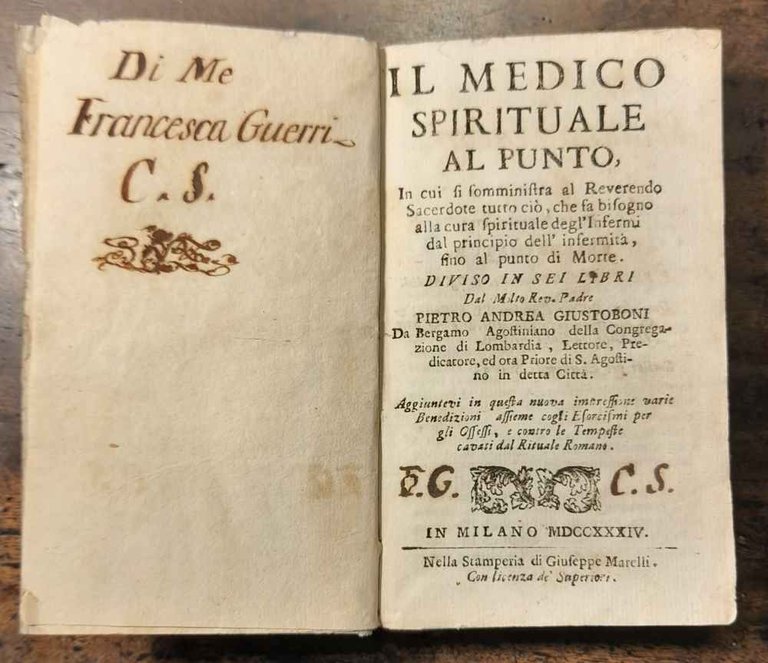 Di Me
Francesca Guerri
C. S.
IL MEDICO
SPIRITUALE
AL PUNTO,
In cui si somministra al Reverendo
Sacerdote tutto ciò, che fa bisogno
alla cura spirituale degl'Infermi
dal principio dell' infermità,
fino al punto di Morte.
DIVISO IN SEI LIBRI
Dal Milto Rev. Padre
PIETRO ANDREA GIUSTOBONI
Da Bergamo Agostiniano della Congrega-
zione di Lombardia, Lettore, Pre-
dicatore, ed ora Priore di S. Agosti-
no in detta Città.
Aggiuntevi in questa nuova impressione varie
Benedizioni assieme cogli Esorcismi per
gli Ossessi, e contro le Tempeste
cavati dal Rituale Romano.
F.G. C.S.
IN MILANO MDCCXXXIV.
Nella Stamperia di Giuseppe Marelli.
Con licenza de' Superiori.